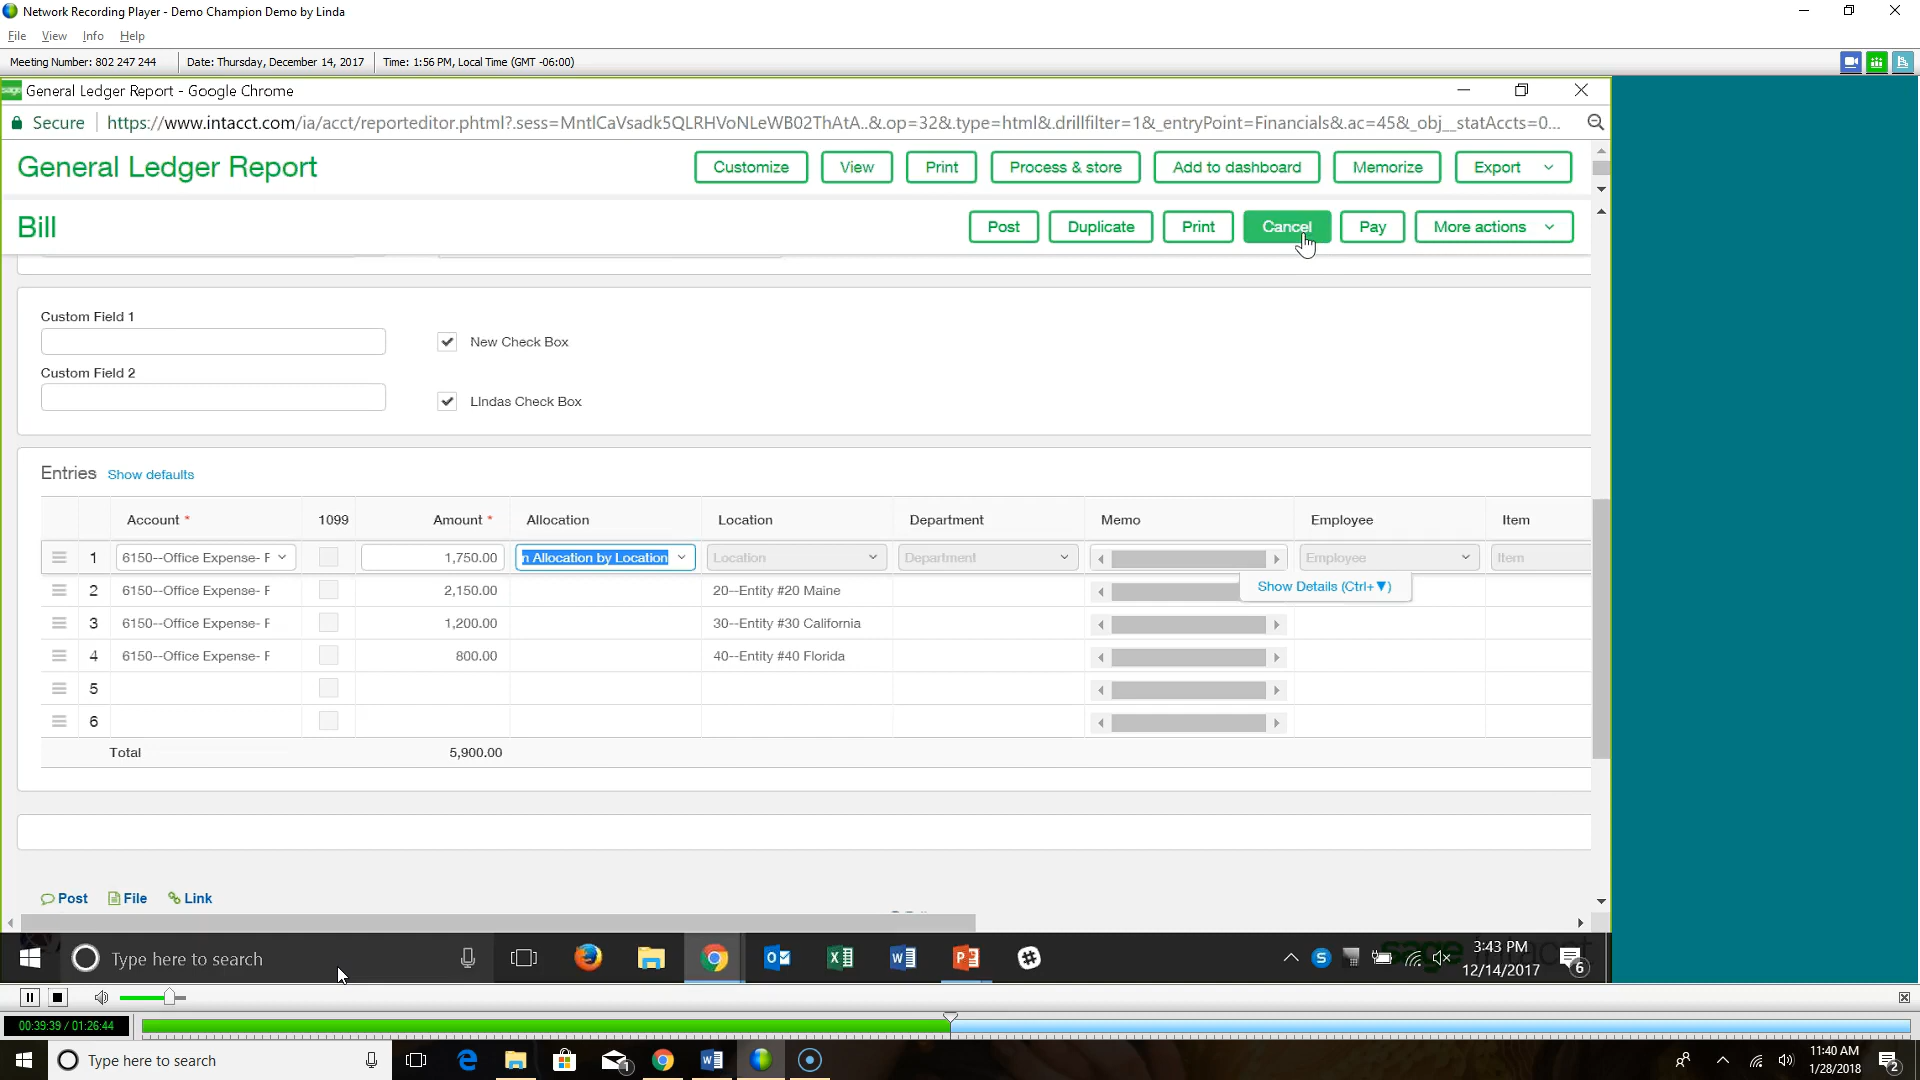 Network Recording Player - Demo Champion Demo by Linda
File View Info Help
Meeting Number: 802 247 244 Date: Thursday, December 14, 2017 Time: 1:56 PM, Local Time (GMT -06:00)
General Ledger Report - Google Chrome
Secure https://www.intacct.com/ia/acct/reporteditor.phtml?.sess=MntlCaVsadk5QLRHVoNLeWB02ThAtA..&.op=32&.type=html&.drillfilter=1&_entryPoint=Financials&.ac=45&_obj__statAccts=0...
General Ledger Report Customize View Print Process & store Add to dashboard Memorize Export
Bill Post Duplicate Print Cancel Pay More actions
Custom Field 1
New Check Box
Custom Field 2
LIndas Check Box
Entries Show defaults
Account * 1099 Amount * Allocation Location Department Memo Employee Item
1 6150--Office Expense- F 1,750.00 n Allocation by Location Location Department Employee Item
Show Details (Ctrl+▼)
2 6150--Office Expense- F 2,150.00 20--Entity #20 Maine
3 6150--Office Expense- F 1,200.00 30--Entity #30 California
4 6150--Office Expense- F 800.00 40--Entity #40 Florida
5
6
Total 5,900.00
Post File Link
Type here to search 3:43 PM
12/14/2017 6
00:39:39 / 01:26:44
Type here to search 1 11:40 AM
1/28/2018 2